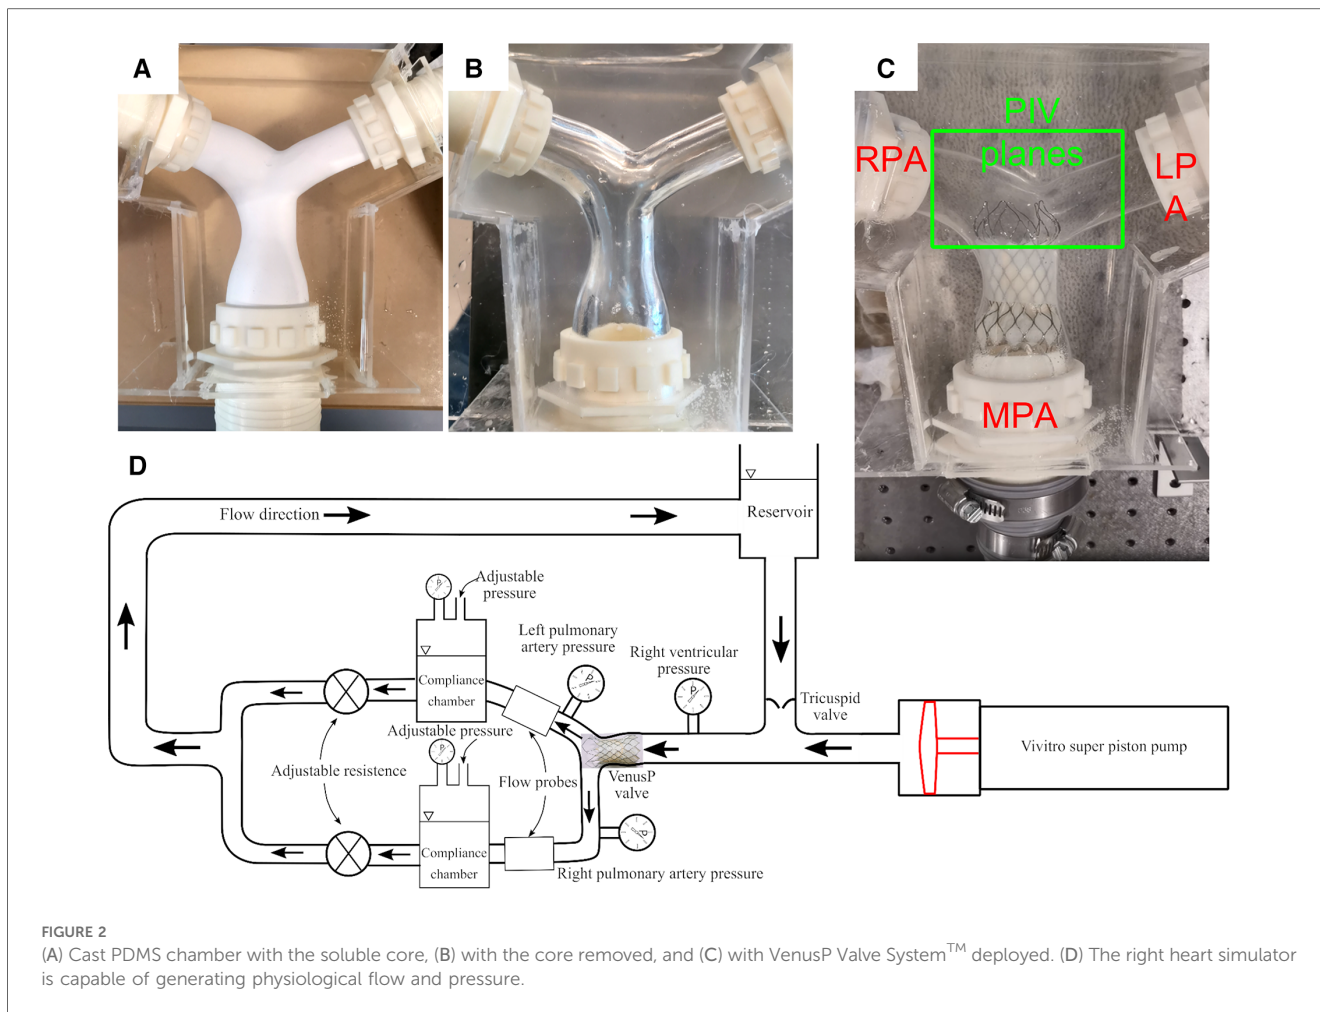 A
B
C
PIV
planes
RPA
LP
A
MPA
D
Flow direction
Reservoir
Adjustable
pressure
Left pulmonary
artery pressure
Right ventricular
pressure
Compliance
chamber
Tricuspid
valve
Adjustable pressure
Vivitro super piston pump
Adjustable resistence
Flow probes
VenusP
valve
Compliance
chamber
Right pulmonary artery pressure
P
P
P
P
P
FIGURE 2
(A) Cast PDMS chamber with the soluble core, (B) with the core removed, and (C) with VenusP Valve System™ deployed. (D) The right heart simulator
is capable of generating physiological flow and pressure.